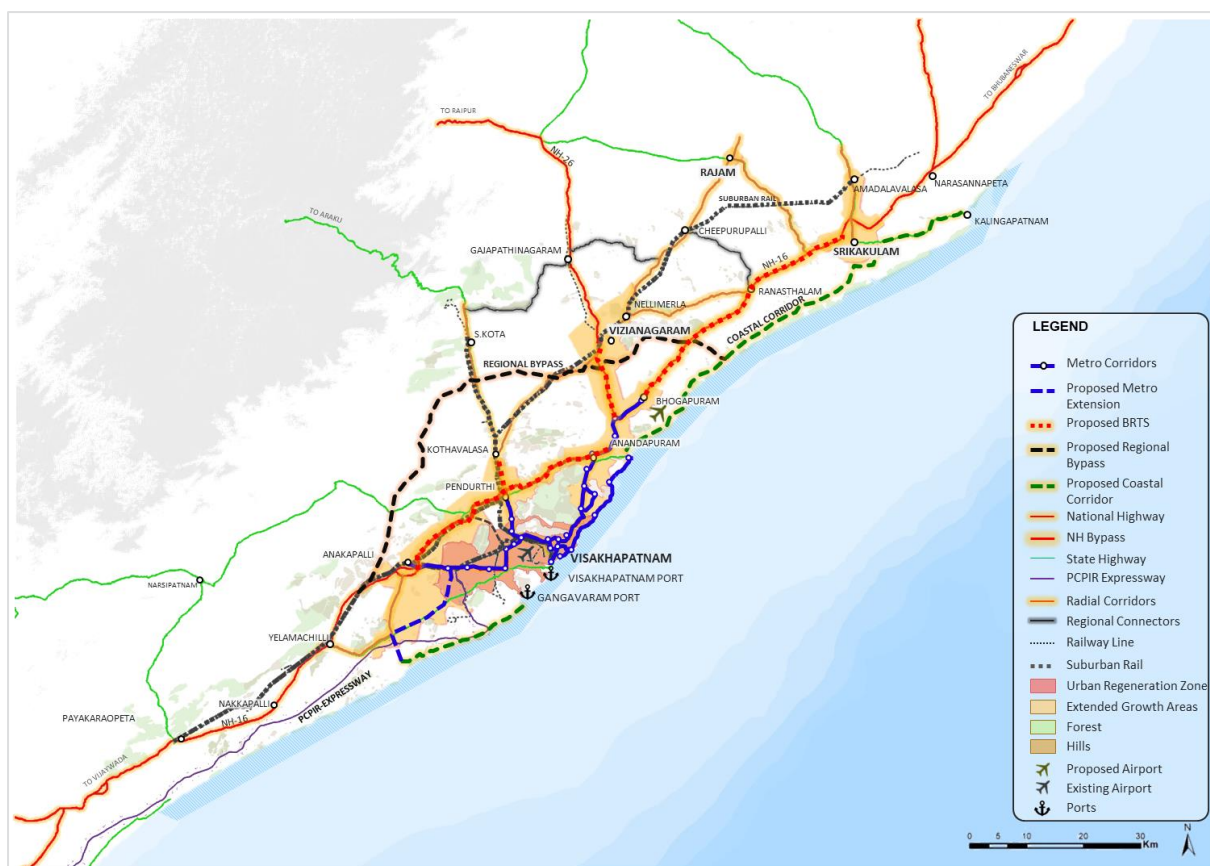 TO BHUBANESWAR
TO RAIPUR
NH-26
RAJAM
AMADALAVALASA
NARASANNAPETA
SUBURBAN RAIL
KALINGAPATNAM
TO ARAKU
CHEEPURUPALLI
GAJAPATHINAGARAM
SRIKAKULAM
NH-16
RANASTHALAM
NELLIMERLA
COASTAL CORRIDOR
S.KOTA
VIZIANAGARAM
REGIONAL BYPASS
BHOGAPURAM
ANANDAPURAM
KOTHAVALASA
PENDURTHI
ANAKAPALLI
VISAKHAPATNAM
NARSIPATNAM
VISAKHAPATNAM PORT
GANGAVARAM PORT
YELAMACHILLI
PCPIR-EXPRESSWAY
NAKKAPALLI
PAYAKARAOPETA
NH-16
TO VIJAYWADA
LEGEND
Metro Corridors
Proposed Metro
Extension
Proposed BRTS
Proposed Regional
Bypass
Proposed Coastal
Corridor
National Highway
NH Bypass
State Highway
PCPIR Expressway
Radial Corridors
Regional Connectors
Railway Line
Suburban Rail
Urban Regeneration Zone
Extended Growth Areas
Forest
Hills
Proposed Airport
Existing Airport
Ports
N
0 5 10 20 30
Km